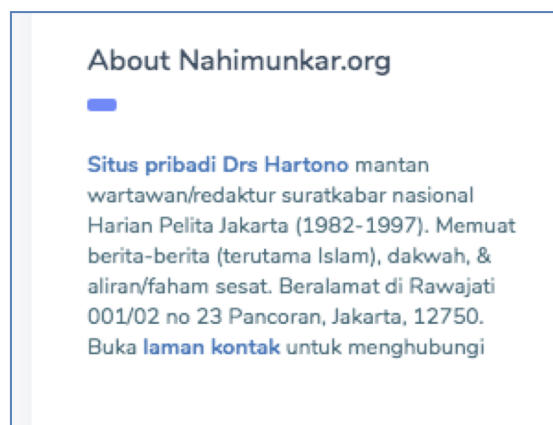 About Nahimunkar.org
Situs pribadi Drs Hartono mantan
wartawan/redaktur suratkabar nasional
Harian Pelita Jakarta (1982-1997). Memuat
berita-berita (terutama Islam), dakwah, &
aliran/faham sesat. Beralamat di Rawajati
001/02 no 23 Pancoran, Jakarta, 12750.
Buka laman kontak untuk menghubungi